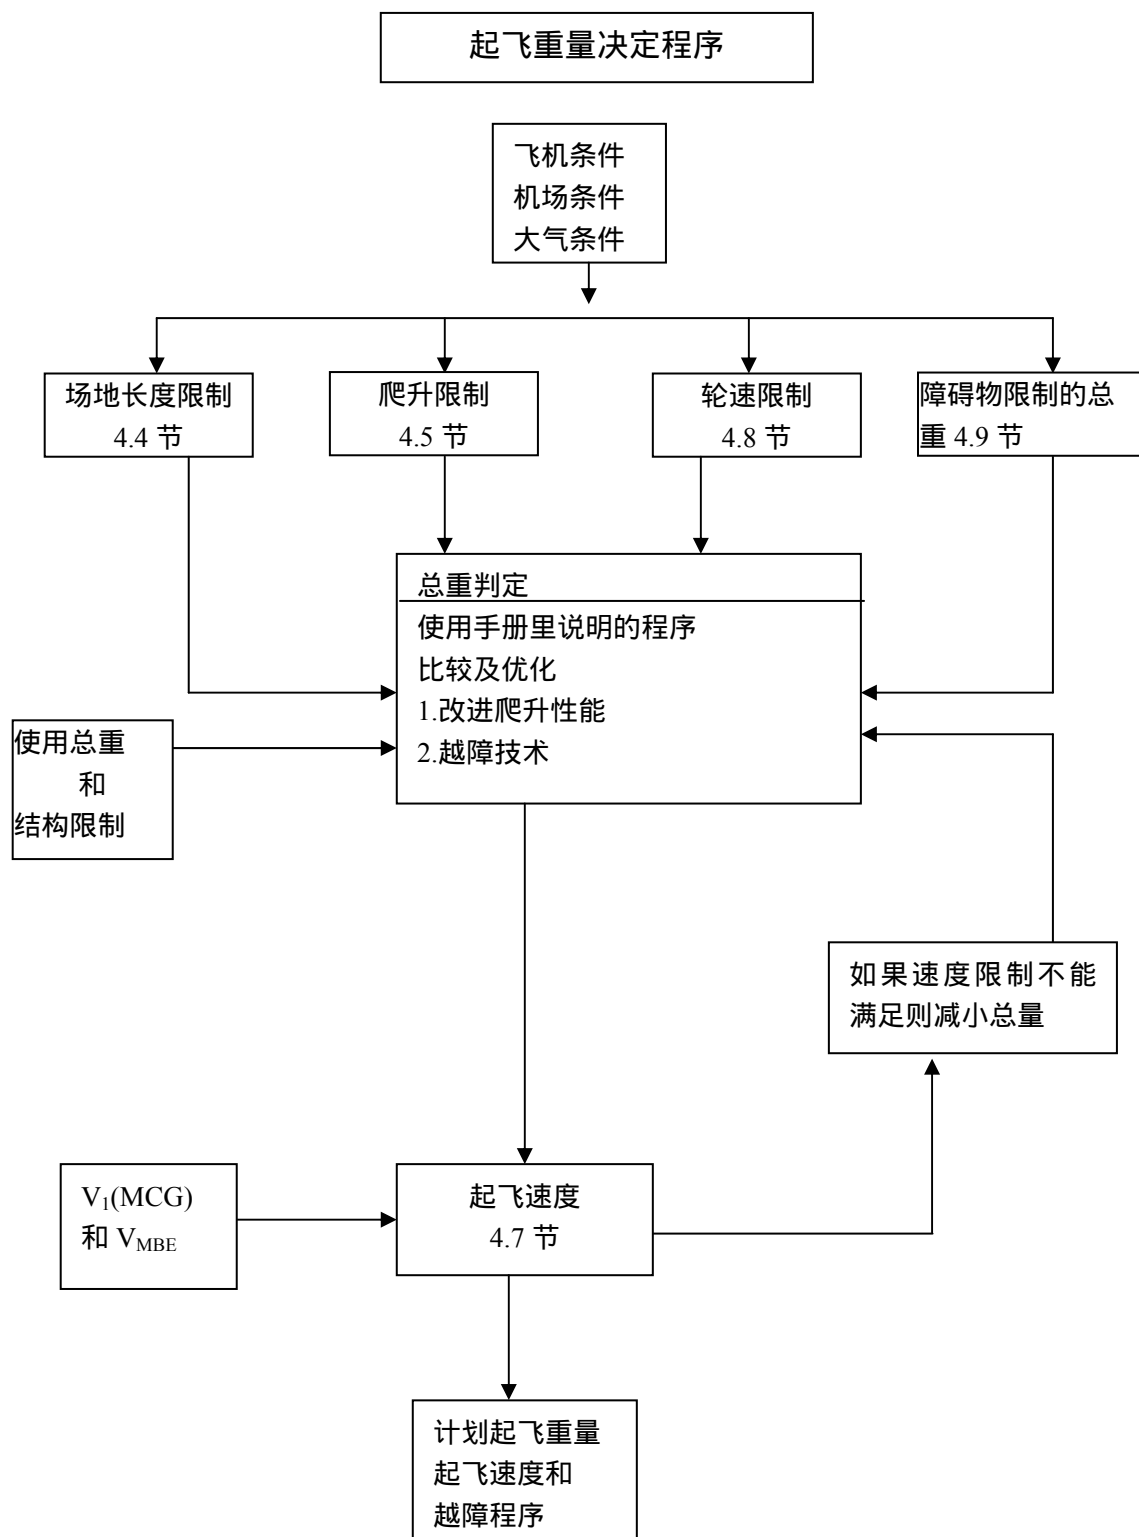 起飞重量决定程序
飞机条件
机场条件
大气条件
场地长度限制
4.4 节
爬升限制
4.5 节
轮速限制
4.8 节
障碍物限制的总
重 4.9 节
总重判定
使用手册里说明的程序
比较及优化
1.改进爬升性能
2.越障技术
使用总重
和
结构限制
如果速度限制不能
满足则减小总量
V₁(MCG)
和 V_MBE
起飞速度
4.7 节
计划起飞重量
起飞速度和
越障程序